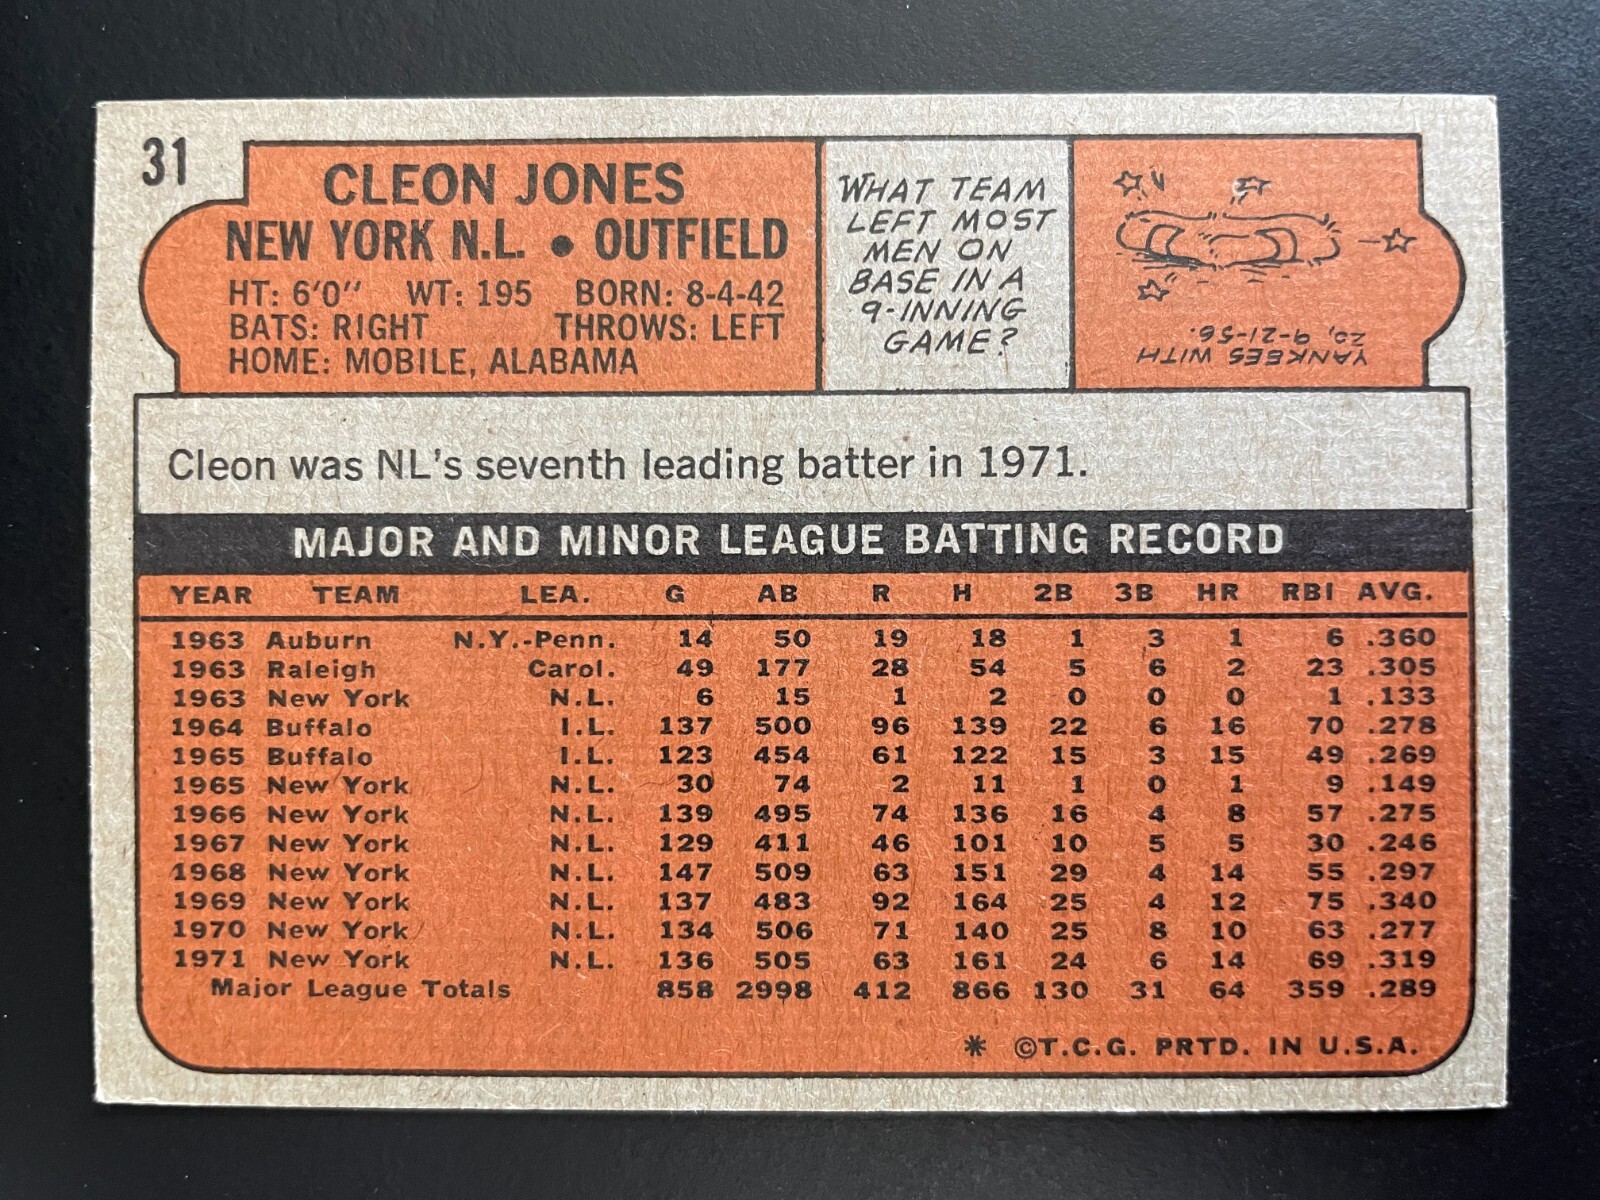 31
CLEON JONES
NEW YORK N.L. • OUTFIELD
HT: 6'0" WT: 195 BORN: 8-4-42
BATS: RIGHT THROWS: LEFT
HOME: MOBILE, ALABAMA
WHAT TEAM
LEFT MOST
MEN ON
BASE IN A
9-INNING
GAME?
YANKEES WITH
20, 9-21-56.
Cleon was NL's seventh leading batter in 1971.
MAJOR AND MINOR LEAGUE BATTING RECORD
YEAR TEAM LEA. G AB R H 2B 3B HR RBI AVG.
1963 Auburn N.Y.-Penn. 14 50 19 18 1 3 1 6 .360
1963 Raleigh Carol. 49 177 28 54 5 6 2 23 .305
1963 New York N.L. 6 15 1 2 0 0 0 1 .133
1964 Buffalo I.L. 137 500 96 139 22 6 16 70 .278
1965 Buffalo I.L. 123 454 61 122 15 3 15 49 .269
1965 New York N.L. 30 74 2 11 1 0 1 9 .149
1966 New York N.L. 139 495 74 136 16 4 8 57 .275
1967 New York N.L. 129 411 46 101 10 5 5 30 .246
1968 New York N.L. 147 509 63 151 29 4 14 55 .297
1969 New York N.L. 137 483 92 164 25 4 12 75 .340
1970 New York N.L. 134 506 71 140 25 8 10 63 .277
1971 New York N.L. 136 505 63 161 24 6 14 69 .319
Major League Totals 858 2998 412 866 130 31 64 359 .289
* ©T.C.G. PRTD. IN U.S.A.